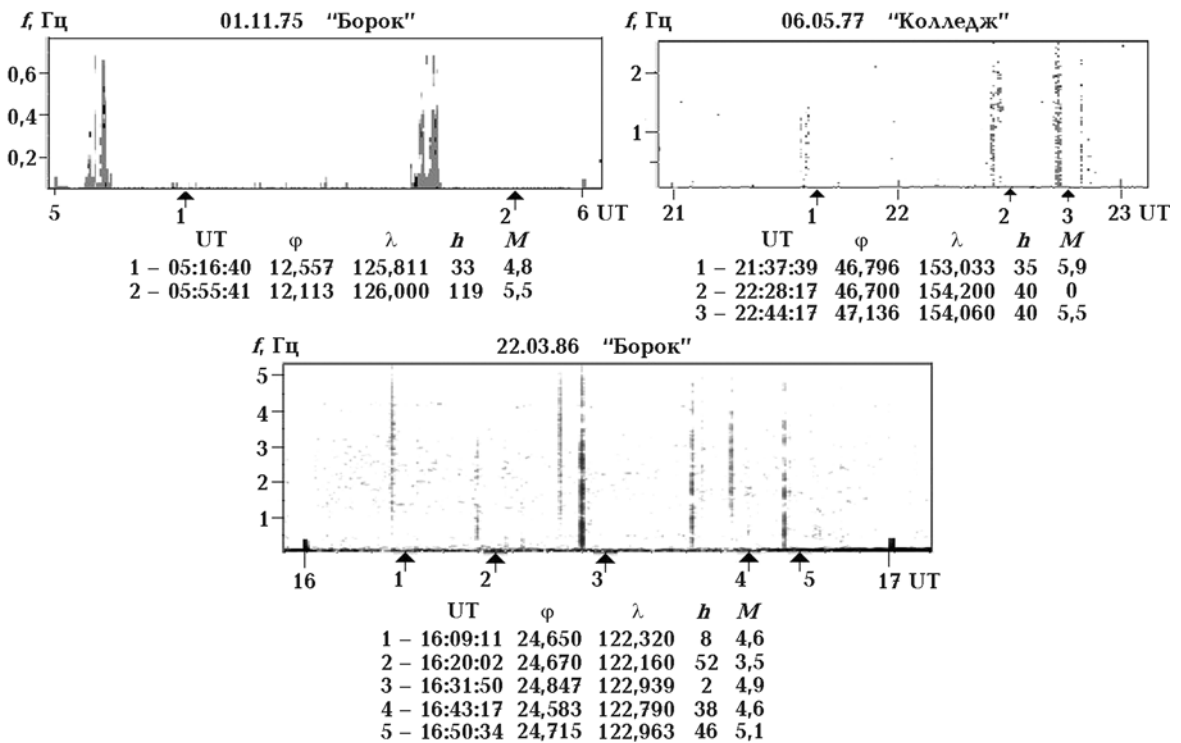 f, Гц 01.11.75 “Борок”
0,6
0,4
0,2
5 1 2 6 UT
UT φ λ h M
1 – 05:16:40 12,557 125,811 33 4,8
2 – 05:55:41 12,113 126,000 119 5,5
f, Гц 06.05.77 “Колледж”
2
1
21 1 22 2 3 23 UT
UT φ λ h M
1 – 21:37:39 46,796 153,033 35 5,9
2 – 22:28:17 46,700 154,200 40 0
3 – 22:44:17 47,136 154,060 40 5,5
f, Гц 22.03.86 “Борок”
5
4
3
2
1
16 1 2 3 4 5 17 UT
UT φ λ h M
1 – 16:09:11 24,650 122,320 8 4,6
2 – 16:20:02 24,670 122,160 52 3,5
3 – 16:31:50 24,847 122,939 2 4,9
4 – 16:43:17 24,583 122,790 38 4,6
5 – 16:50:34 24,715 122,963 46 5,1